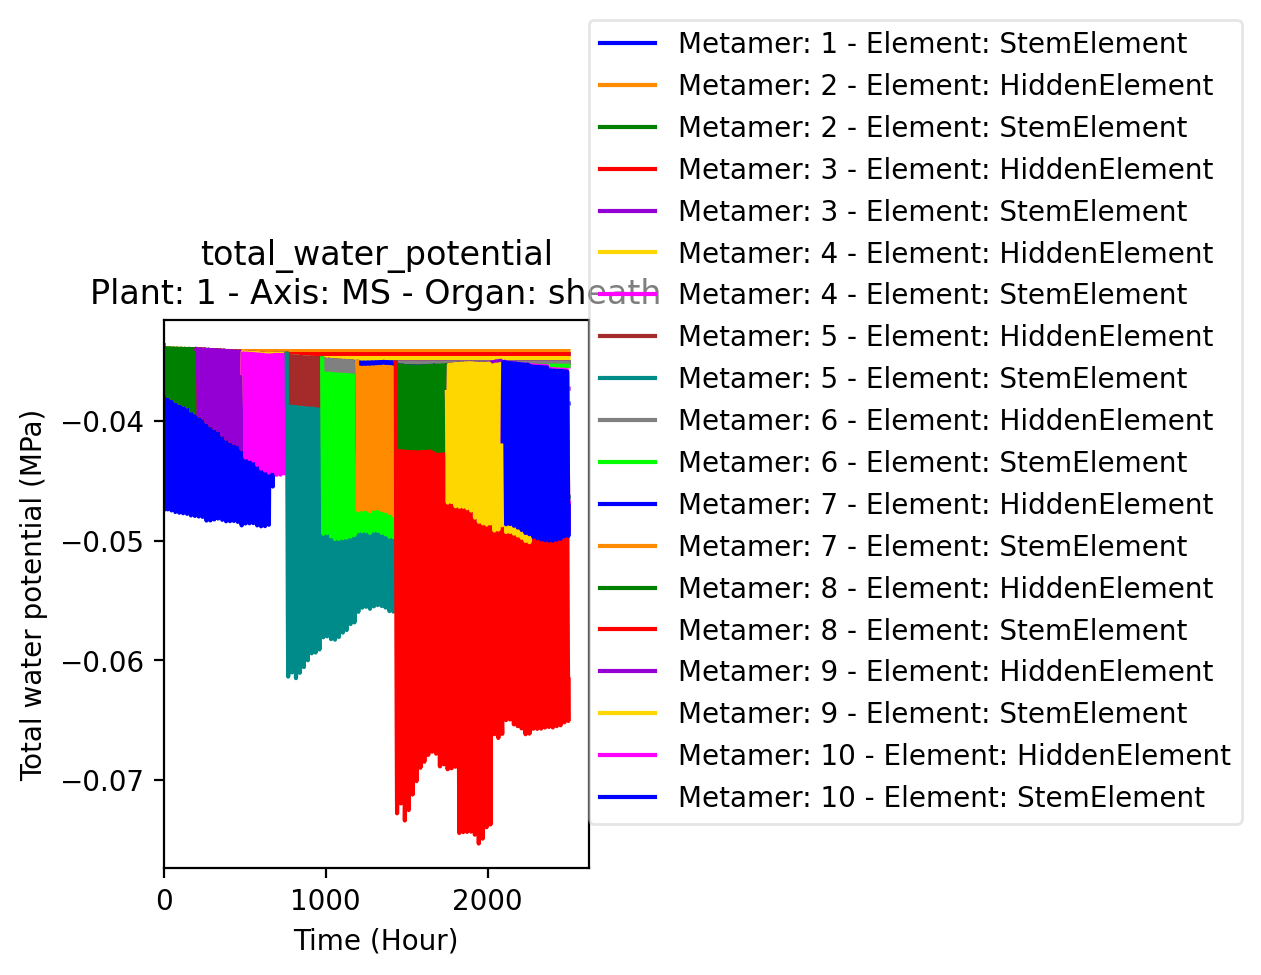 total_water_potential
Plant: 1 - Axis: MS - Organ: sheath
Total water potential (MPa)
−0.04
−0.05
−0.06
−0.07
0
1000
2000
Time (Hour)
Metamer: 1 - Element: StemElement
Metamer: 2 - Element: HiddenElement
Metamer: 2 - Element: StemElement
Metamer: 3 - Element: HiddenElement
Metamer: 3 - Element: StemElement
Metamer: 4 - Element: HiddenElement
Metamer: 4 - Element: StemElement
Metamer: 5 - Element: HiddenElement
Metamer: 5 - Element: StemElement
Metamer: 6 - Element: HiddenElement
Metamer: 6 - Element: StemElement
Metamer: 7 - Element: HiddenElement
Metamer: 7 - Element: StemElement
Metamer: 8 - Element: HiddenElement
Metamer: 8 - Element: StemElement
Metamer: 9 - Element: HiddenElement
Metamer: 9 - Element: StemElement
Metamer: 10 - Element: HiddenElement
Metamer: 10 - Element: StemElement